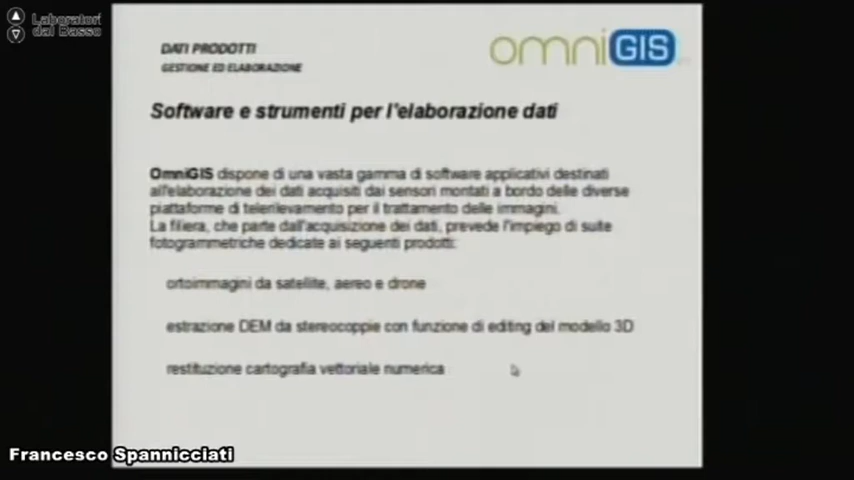 Laboratori
dal Basso
DATI PRODOTTI
GESTIONE ED ELABORAZIONE
omniGIS
Software e strumenti per l'elaborazione dati
OmniGIS dispone di una vasta gamma di software applicativi destinati
all'elaborazione dei dati acquisiti dai sensori montati a bordo delle diverse
piattaforme di telerilevamento per il trattamento delle immagini.
La filiera, che parte dall'acquisizione dei dati, prevede l'impiego di suite
fotogrammetriche dedicate ai seguenti prodotti:
ortoimmagini da satellite, aereo e drone
estrazione DEM da stereocoppie con funzione di editing del modello 3D
restituzione cartografia vettoriale numerica
Francesco Spannicciati